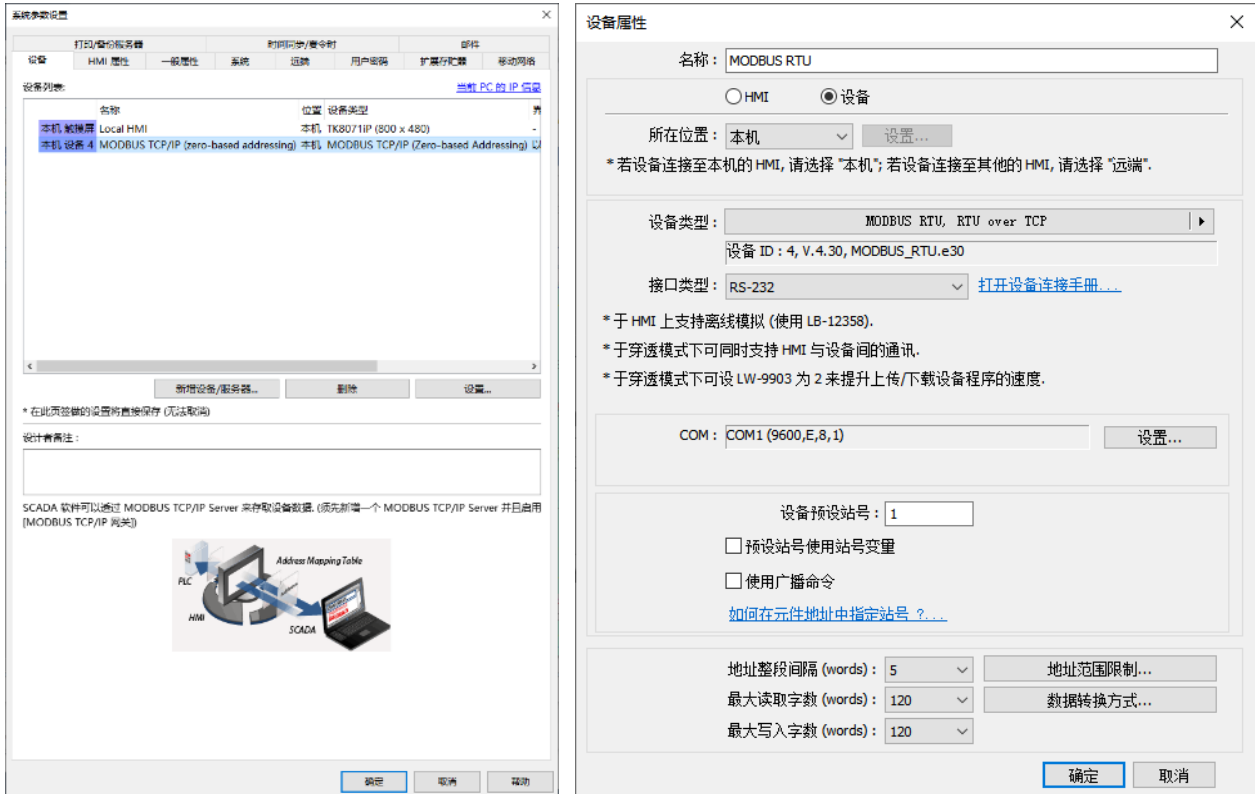 系统参数设置
打印/备份服务器 时间同步/夏令时 邮件
设备 HMI 属性 一般属性 系统 远端 用户密码 扩展存贮器 移动网络
设备列表: 当前 PC 的 IP 信息
名称 位置 设备类型
本机 触摸屏 Local HMI 本机 TK8071iP (800 x 480) -
本机 设备 4 MODBUS TCP/IP (zero-based addressing) 本机 MODBUS TCP/IP (Zero-based Addressing) 以
新增设备/服务器... 删除 设置...
* 在此页签做的设置将直接保存 (无法取消)
设计者备注 :
SCADA 软件可以透过 MODBUS TCP/IP Server 来存取设备数据. (须先新增一个 MODBUS TCP/IP Server 并且启用
[MODBUS TCP/IP 网关])
Address Mapping Table
PLC
HMI
SCADA
确定 取消 帮助
设备属性
名称 : MODBUS RTU
HMI 设备
所在位置 : 本机 设置...
* 若设备连接至本机的 HMI, 请选择 "本机"; 若设备连接至其他的 HMI, 请选择 "远端".
设备类型 : MODBUS RTU, RTU over TCP
设备 ID : 4, V.4.30, MODBUS_RTU.e30
接口类型 : RS-232 打开设备连接手册...
* 于 HMI 上支持离线模拟 (使用 LB-12358).
* 于穿透模式下可同时支持 HMI 与设备间的通讯.
* 于穿透模式下可设 LW-9903 为 2 来提升上传/下载设备程序的速度.
COM : COM1 (9600,E,8,1) 设置...
设备预设站号 : 1
预设站号使用站号变量
使用广播命令
如何在元件地址中指定站号 ?...
地址整段间隔 (words) : 5 地址范围限制...
最大读取字数 (words) : 120 数据转换方式...
最大写入字数 (words) : 120
确定 取消